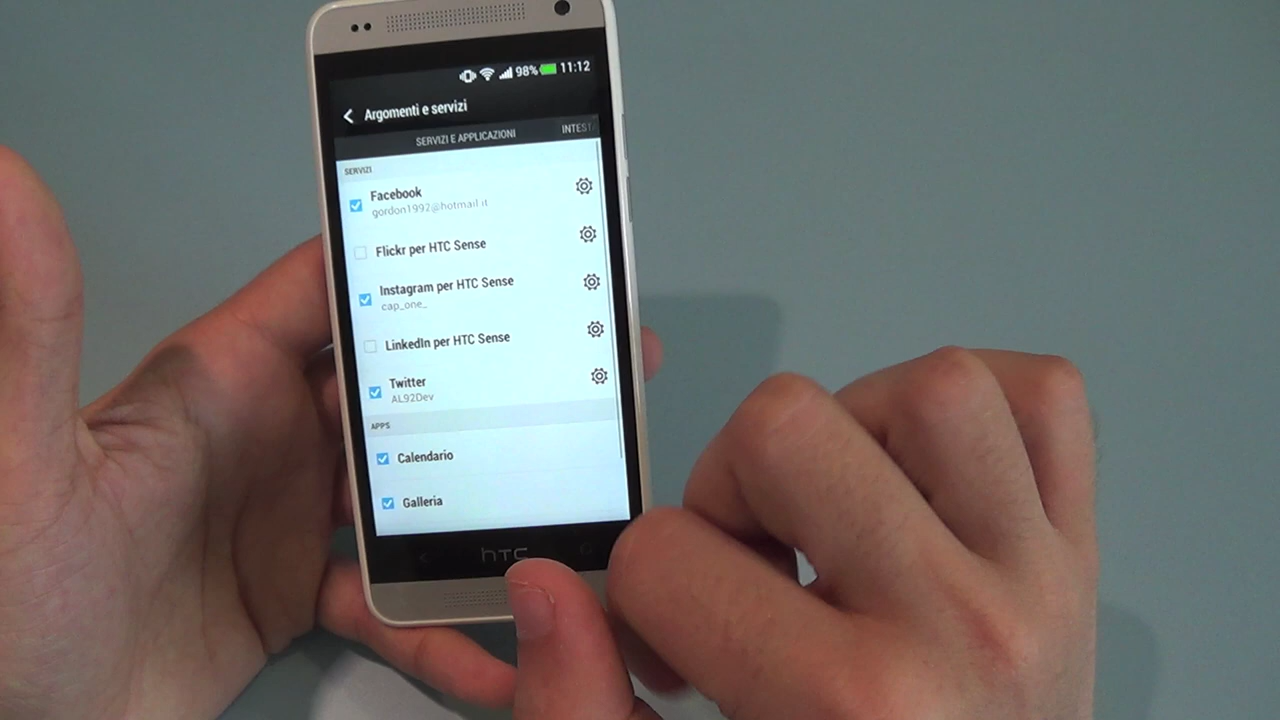 98% 11:12
Argomenti e servizi
SERVIZI E APPLICAZIONI INTEST
SERVIZI
Facebook
gordon1992@hotmail.it
Flickr per HTC Sense
Instagram per HTC Sense
cap_one_
LinkedIn per HTC Sense
Twitter
AL92Dev
APPS
Calendario
Galleria
hTC